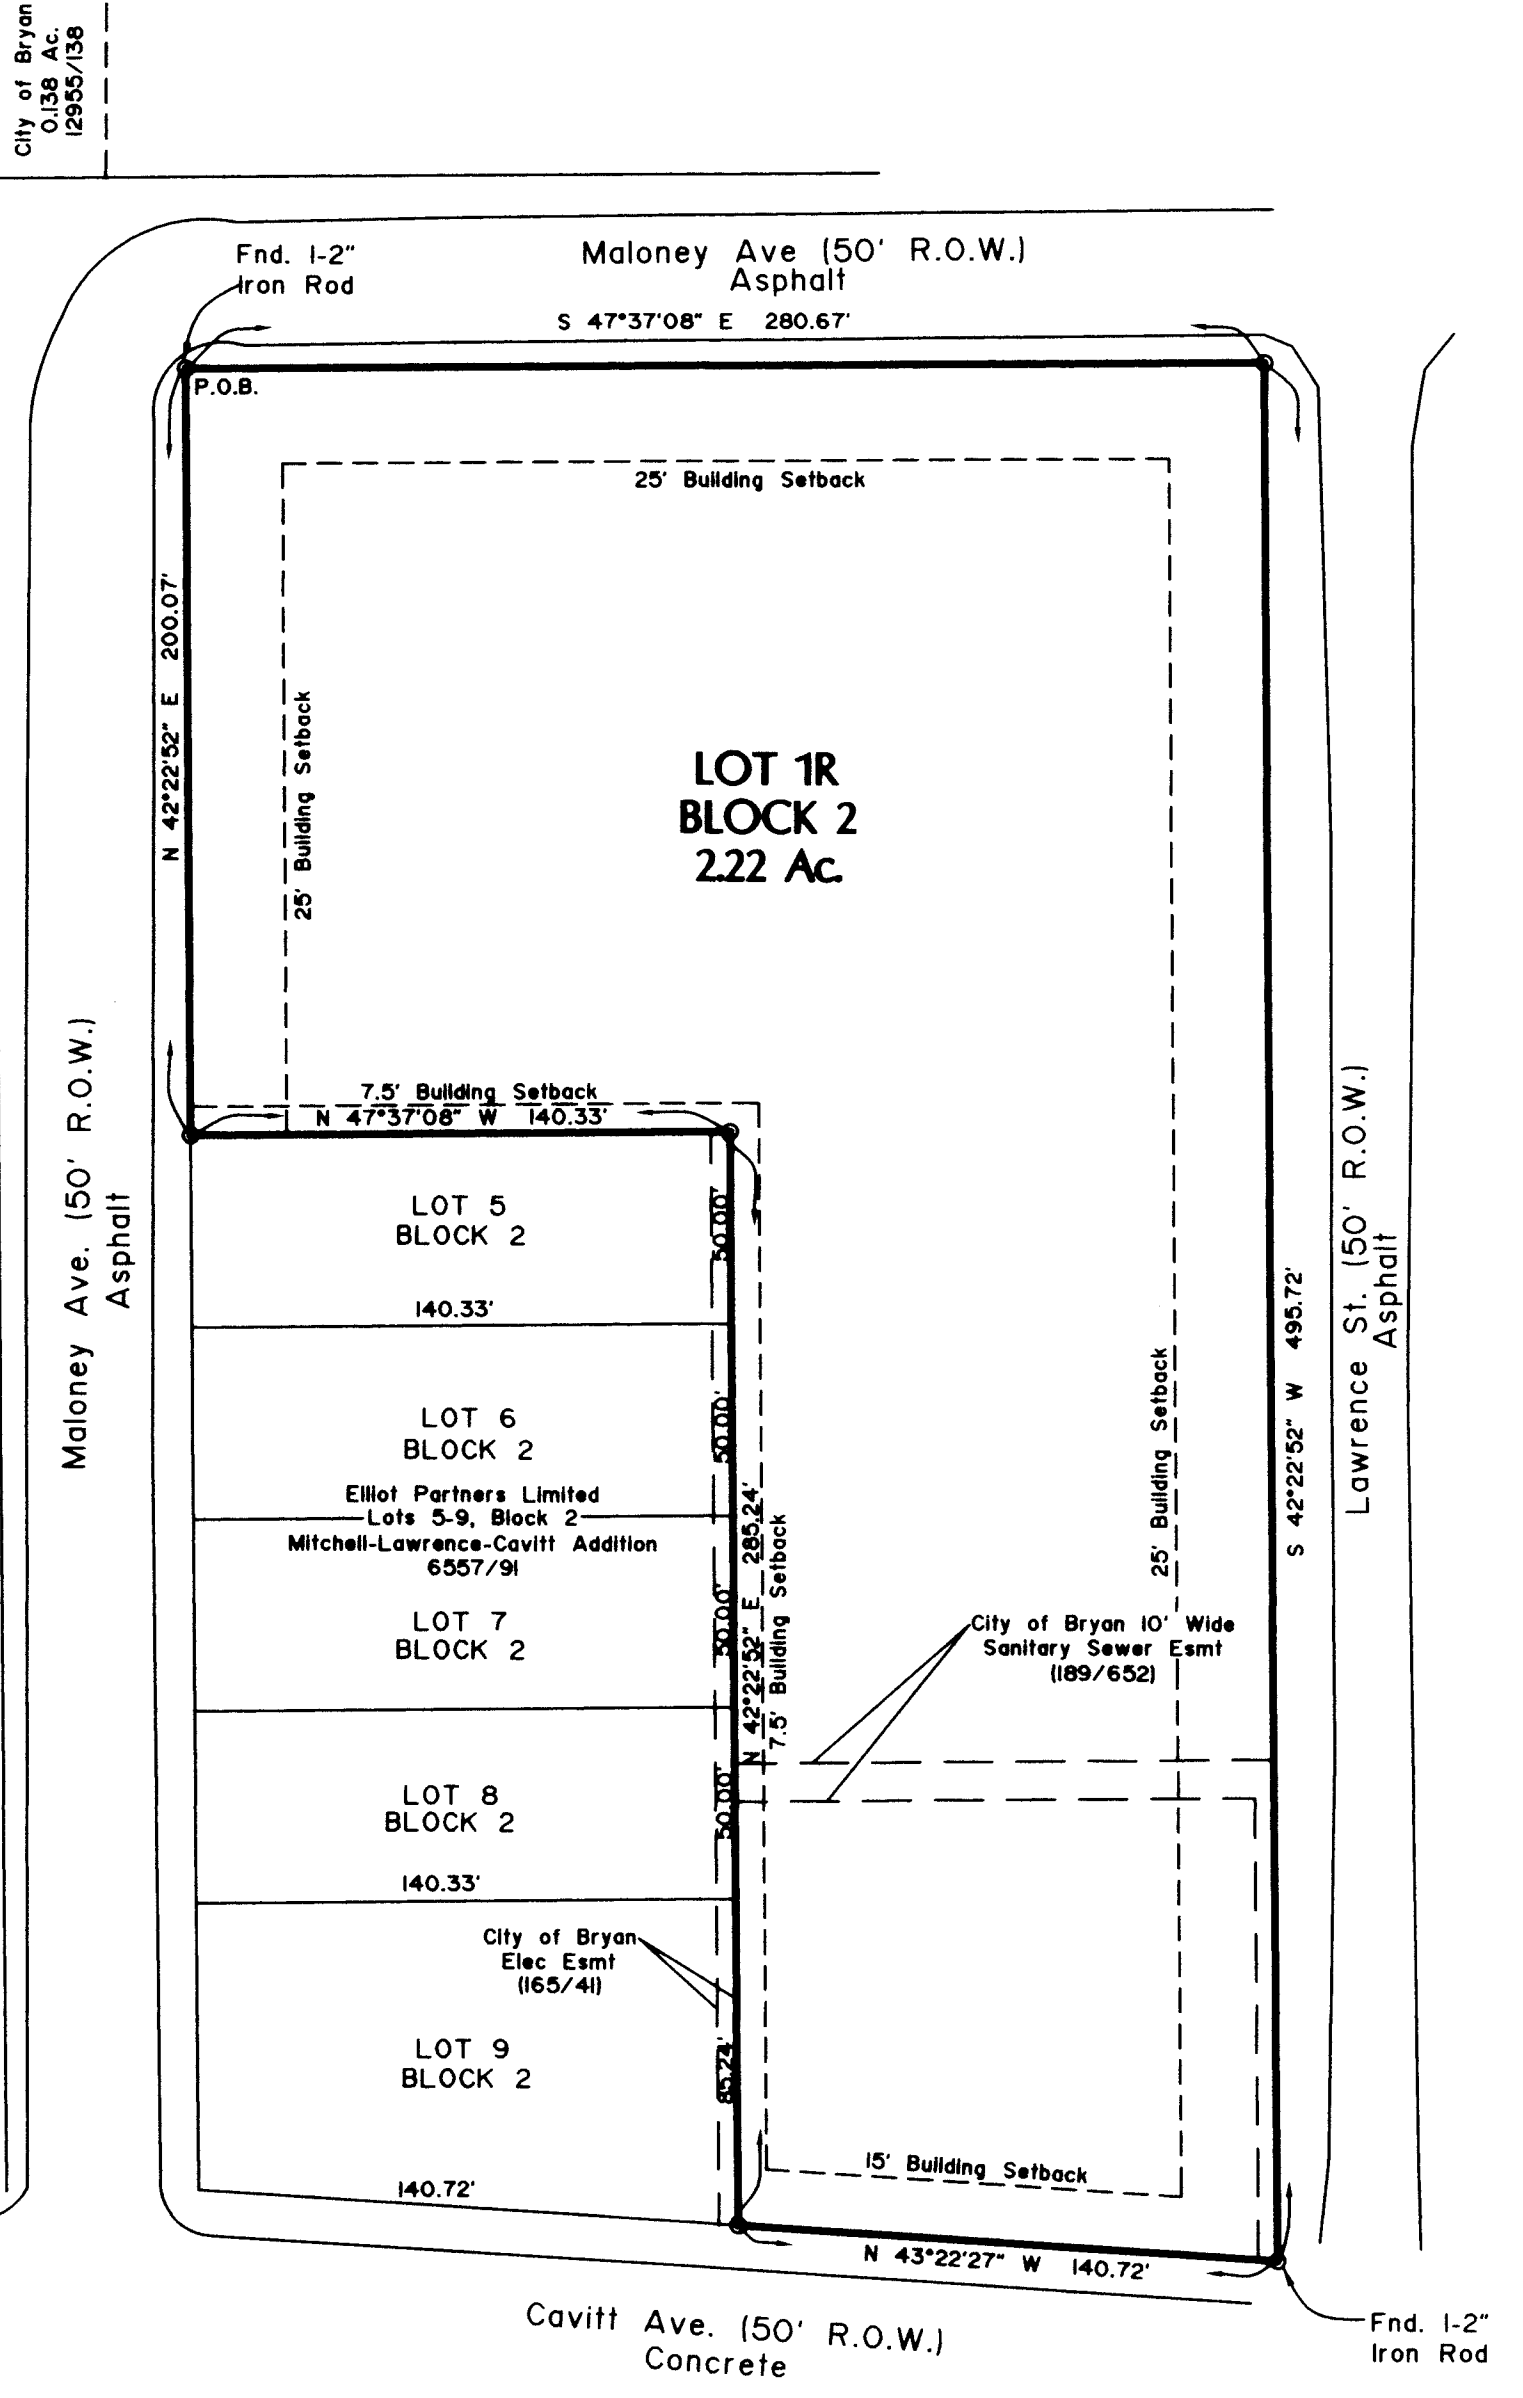 City of Bryan
0.138 Ac.
12955/138
Fnd. 1-2"
Iron Rod
Maloney Ave (50' R.O.W.)
Asphalt
S 47°37'08" E 280.67'
P.O.B.
25' Building Setback
N 42°22'52" E 200.07'
25' Building Setback
LOT 1R
BLOCK 2
2.22 Ac.
Maloney Ave. (50' R.O.W.)
Asphalt
7.5' Building Setback
N 47°37'08" W 140.33'
LOT 5
BLOCK 2
50.00'
140.33'
LOT 6
BLOCK 2
50.00'
Elliot Partners Limited
Lots 5-9, Block 2
Mitchell-Lawrence-Cavitt Addition
6557/91
LOT 7
BLOCK 2
50.00'
N 42°22'52" E 285.24'
7.5' Building Setback
25' Building Setback
S 42°22'52" W 495.72'
Lawrence St. (50' R.O.W.)
Asphalt
City of Bryan 10' Wide
Sanitary Sewer Esmt
(189/652)
LOT 8
BLOCK 2
50.00'
140.33'
City of Bryan
Elec Esmt
(165/41)
LOT 9
BLOCK 2
85.24'
140.72'
15' Building Setback
N 43°22'27" W 140.72'
Cavitt Ave. (50' R.O.W.)
Concrete
Fnd. 1-2"
Iron Rod